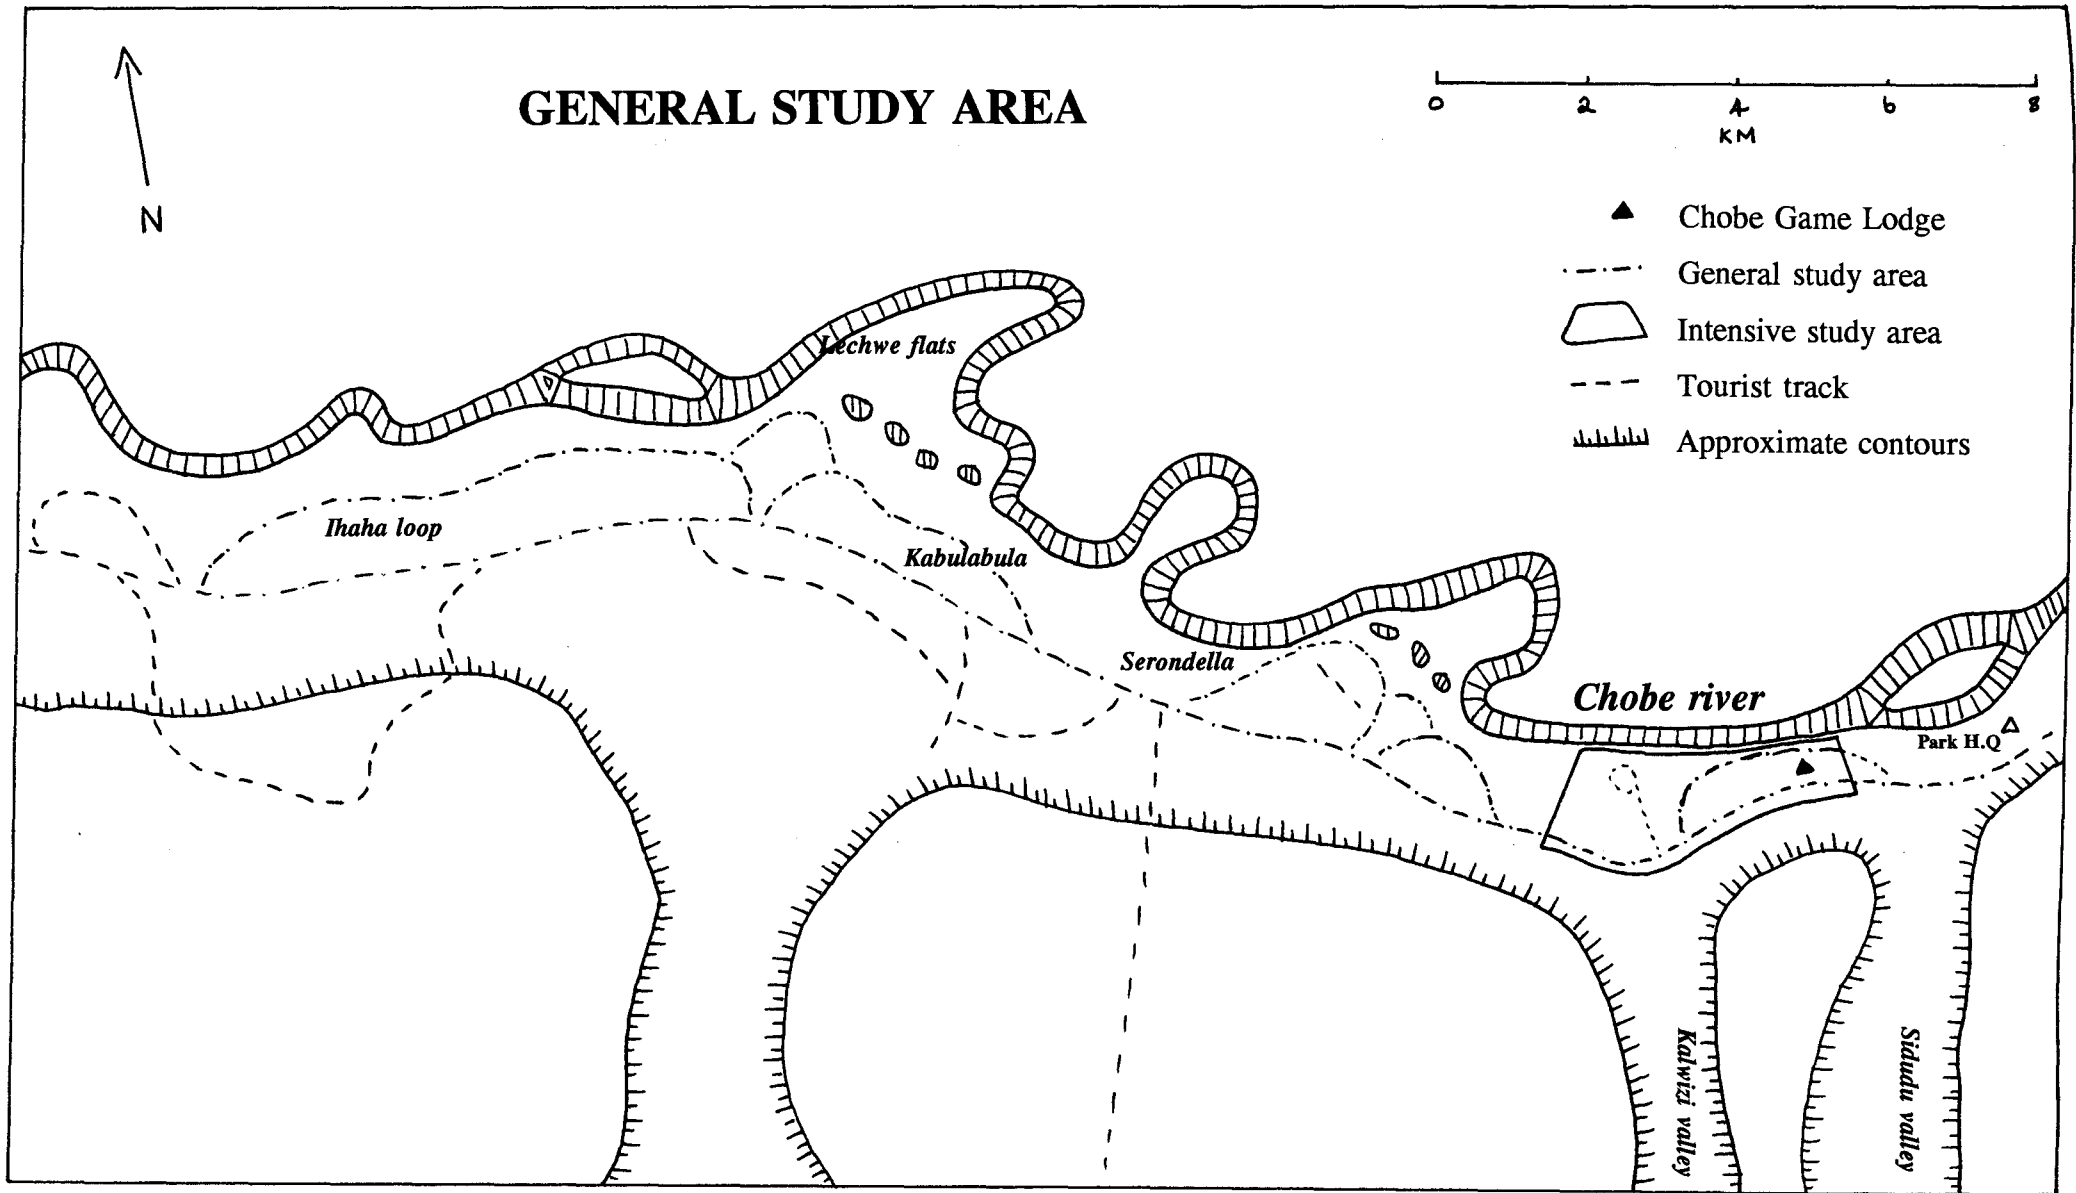 GENERAL STUDY AREA
0 2 4 6 8
KM
N
Chobe Game Lodge
General study area
Intensive study area
Tourist track
Approximate contours
Lechwe flats
Ihaha loop
Kabulabula
Serondella
Chobe river
Park H.Q
Kalwizi valley
Sidudu valley